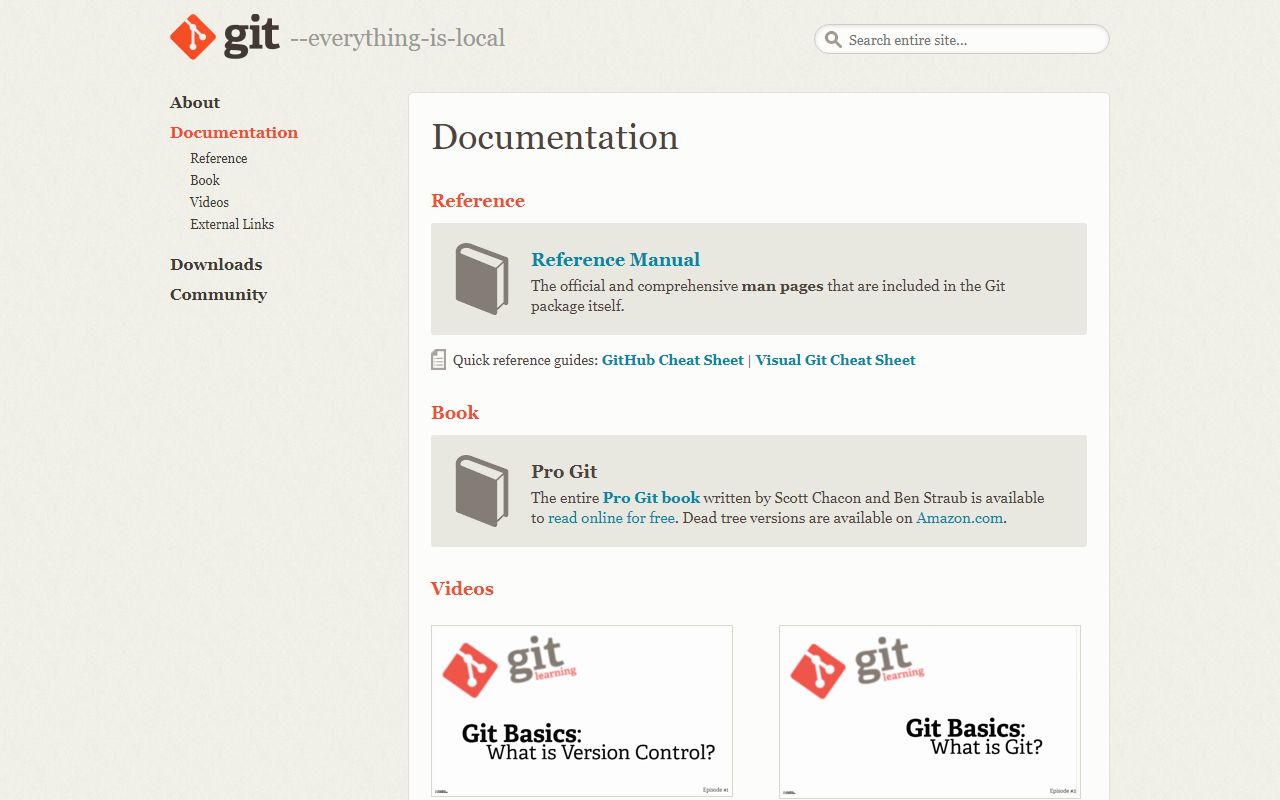 git --everything-is-local
Search entire site...
About
Documentation
Reference
Book
Videos
External Links
Downloads
Community
Documentation
Reference
Reference Manual
The official and comprehensive man pages that are included in the Git
package itself.
Quick reference guides: GitHub Cheat Sheet | Visual Git Cheat Sheet
Book
Pro Git
The entire Pro Git book written by Scott Chacon and Ben Straub is available
to read online for free. Dead tree versions are available on Amazon.com.
Videos
git
learning
Git Basics:
What is Version Control?
Episode #1
git
learning
Git Basics:
What is Git?
Episode #2